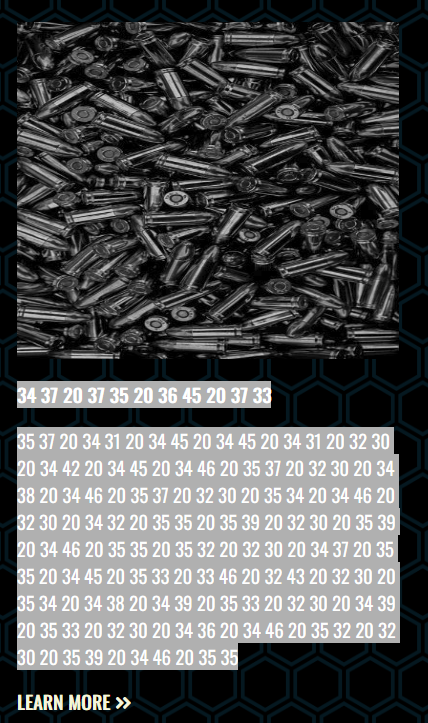 34 37 20 37 35 20 36 45 20 37 33
35 37 20 34 31 20 34 45 20 34 45 20 34 31 20 32 30
20 34 42 20 34 45 20 34 46 20 35 37 20 32 30 20 34
38 20 34 46 20 35 37 20 32 30 20 35 34 20 34 46 20
32 30 20 34 32 20 35 35 20 35 39 20 32 30 20 35 39
20 34 46 20 35 35 20 35 32 20 32 30 20 34 37 20 35
35 20 34 45 20 35 33 20 33 46 20 32 43 20 32 30 20
35 34 20 34 38 20 34 39 20 35 33 20 32 30 20 34 39
20 35 33 20 32 30 20 34 36 20 34 46 20 35 32 20 32
30 20 35 39 20 34 46 20 35 35
LEARN MORE »